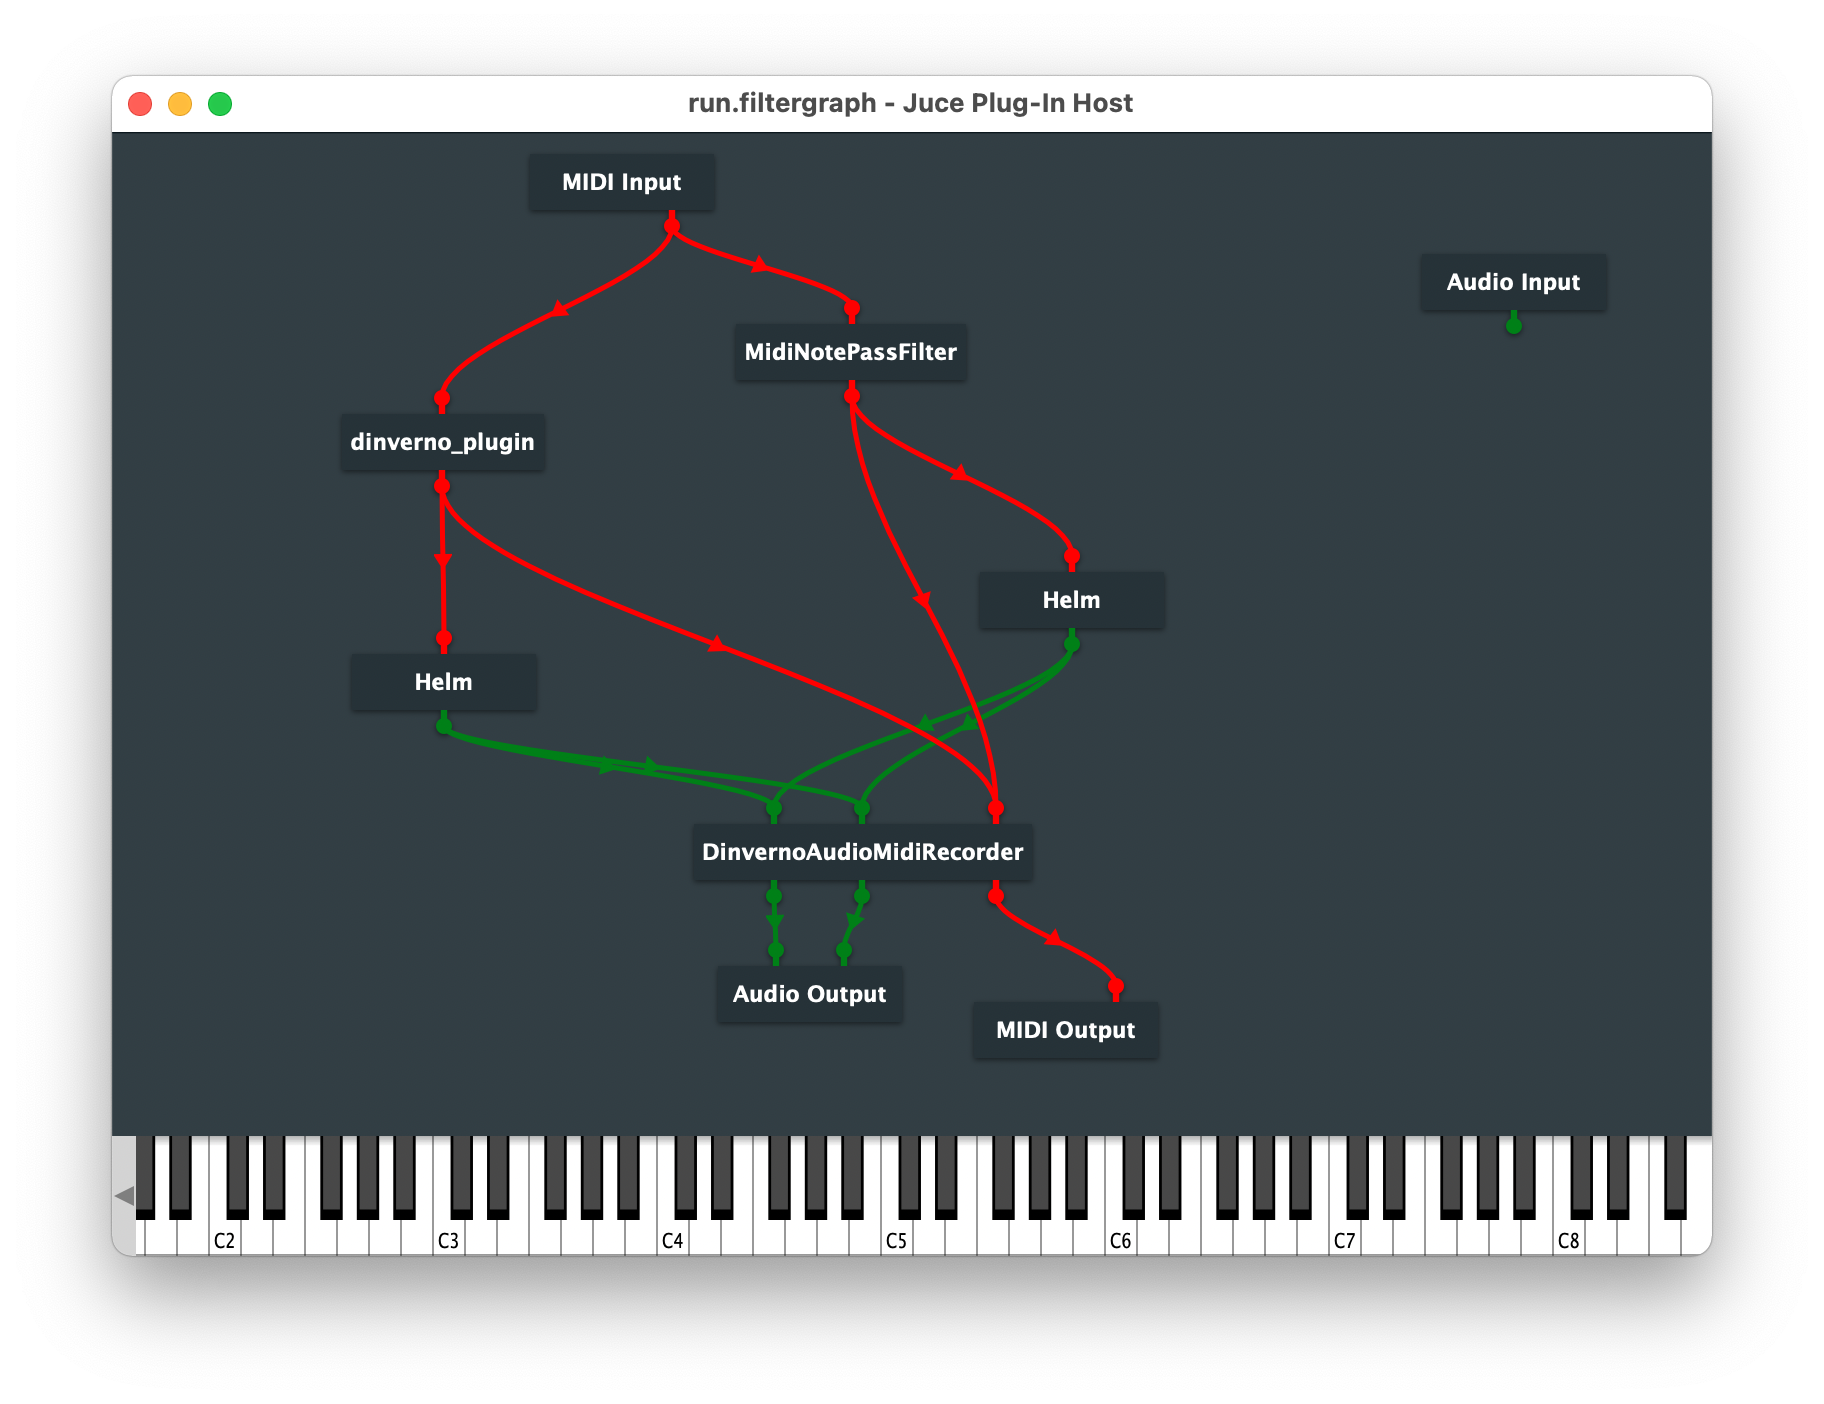 run.filtergraph - Juce Plug-In Host
MIDI Input
Audio Input
MidiNotePassFilter
dinverno_plugin
Helm
Helm
DinvernoAudioMidiRecorder
Audio Output
MIDI Output
C2 C3 C4 C5 C6 C7 C8